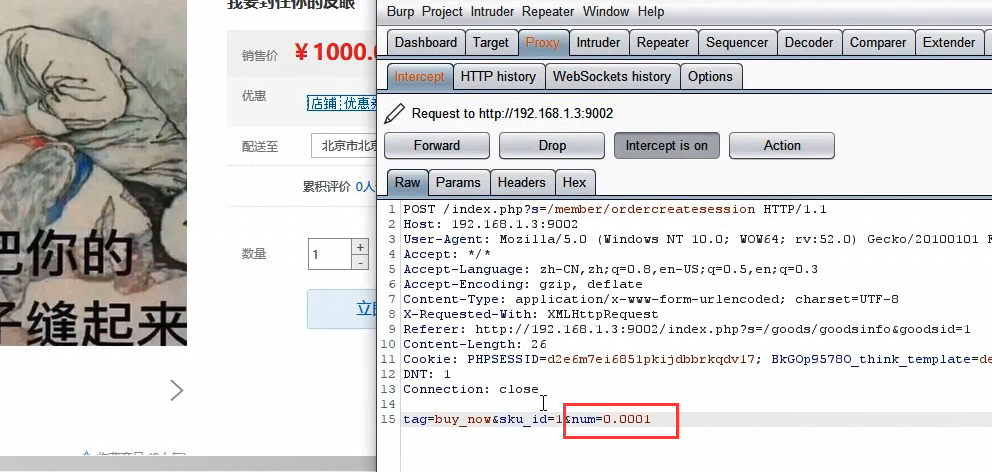 我要封住你的皮眼
销售价
¥1000.
优惠
店铺 优惠
配送至
北京市北
累积评价 0人
数量
1
+
-
立
把你的
子缝起来
Burp Project Intruder Repeater Window Help
Dashboard Target Proxy Intruder Repeater Sequencer Decoder Comparer Extender
Intercept HTTP history WebSockets history Options
Request to http://192.168.1.3:9002
Forward Drop Intercept is on Action
Raw Params Headers Hex
1 POST /index.php?s=/member/ordercreatesession HTTP/1.1
2 Host: 192.168.1.3:9002
3 User-Agent: Mozilla/5.0 (Windows NT 10.0; WOW64; rv:52.0) Gecko/20100101 F
4 Accept: */*
5 Accept-Language: zh-CN,zh;q=0.8,en-US;q=0.5,en;q=0.3
6 Accept-Encoding: gzip, deflate
7 Content-Type: application/x-www-form-urlencoded; charset=UTF-8
8 X-Requested-With: XMLHttpRequest
9 Referer: http://192.168.1.3:9002/index.php?s=/goods/goodsinfo&goodsid=1
10 Content-Length: 26
11 Cookie: PHPSESSID=d2e6m7ei6851pkijdbbrkqdv17; BkGOp9578O_think_template=de
12 DNT: 1
13 Connection: close
14
15 tag=buy_now&sku_id=1&num=0.0001